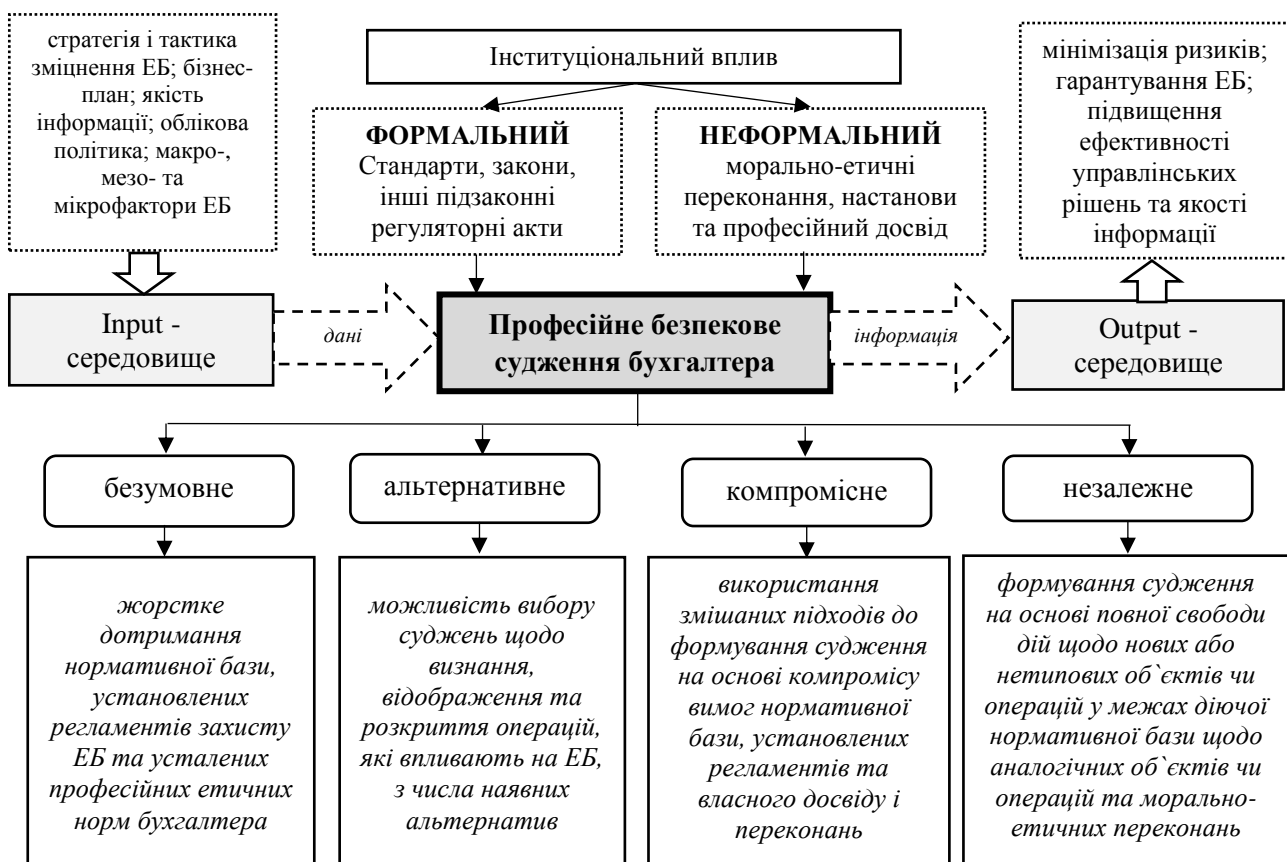 стратегія і тактика
зміцнення ЕБ; бізнес-
план; якість
інформації; облікова
політика; макро-,
мезо- та
мікрофактори ЕБ
Інституціональний вплив
ФОРМАЛЬНИЙ
Стандарти, закони,
інші підзаконні
регуляторні акти
НЕФОРМАЛЬНИЙ
морально-етичні
переконання, настанови
та професійний досвід
мінімізація ризиків;
гарантування ЕБ;
підвищення
ефективності
управлінських
рішень та якості
інформації
Input -
середовище
дані
Професійне безпекове
судження бухгалтера
інформація
Output -
середовище
безумовне
альтернативне
компромісне
незалежне
жорстке
дотримання
нормативної бази,
установлених
регламентів захисту
ЕБ та усталених
професійних етичних
норм бухгалтера
можливість вибору
суджень щодо
визнання,
відображення та
розкриття операцій,
які впливають на ЕБ,
з числа наявних
альтернатив
використання
змішаних підходів до
формування судження
на основі компромісу
вимог нормативної
бази, установлених
регламентів та
власного досвіду і
переконань
формування судження
на основі повної свободи
дій щодо нових або
нетипових об`єктів чи
операцій у межах діючої
нормативної бази щодо
аналогічних об`єктів чи
операцій та морально-
етичних переконань